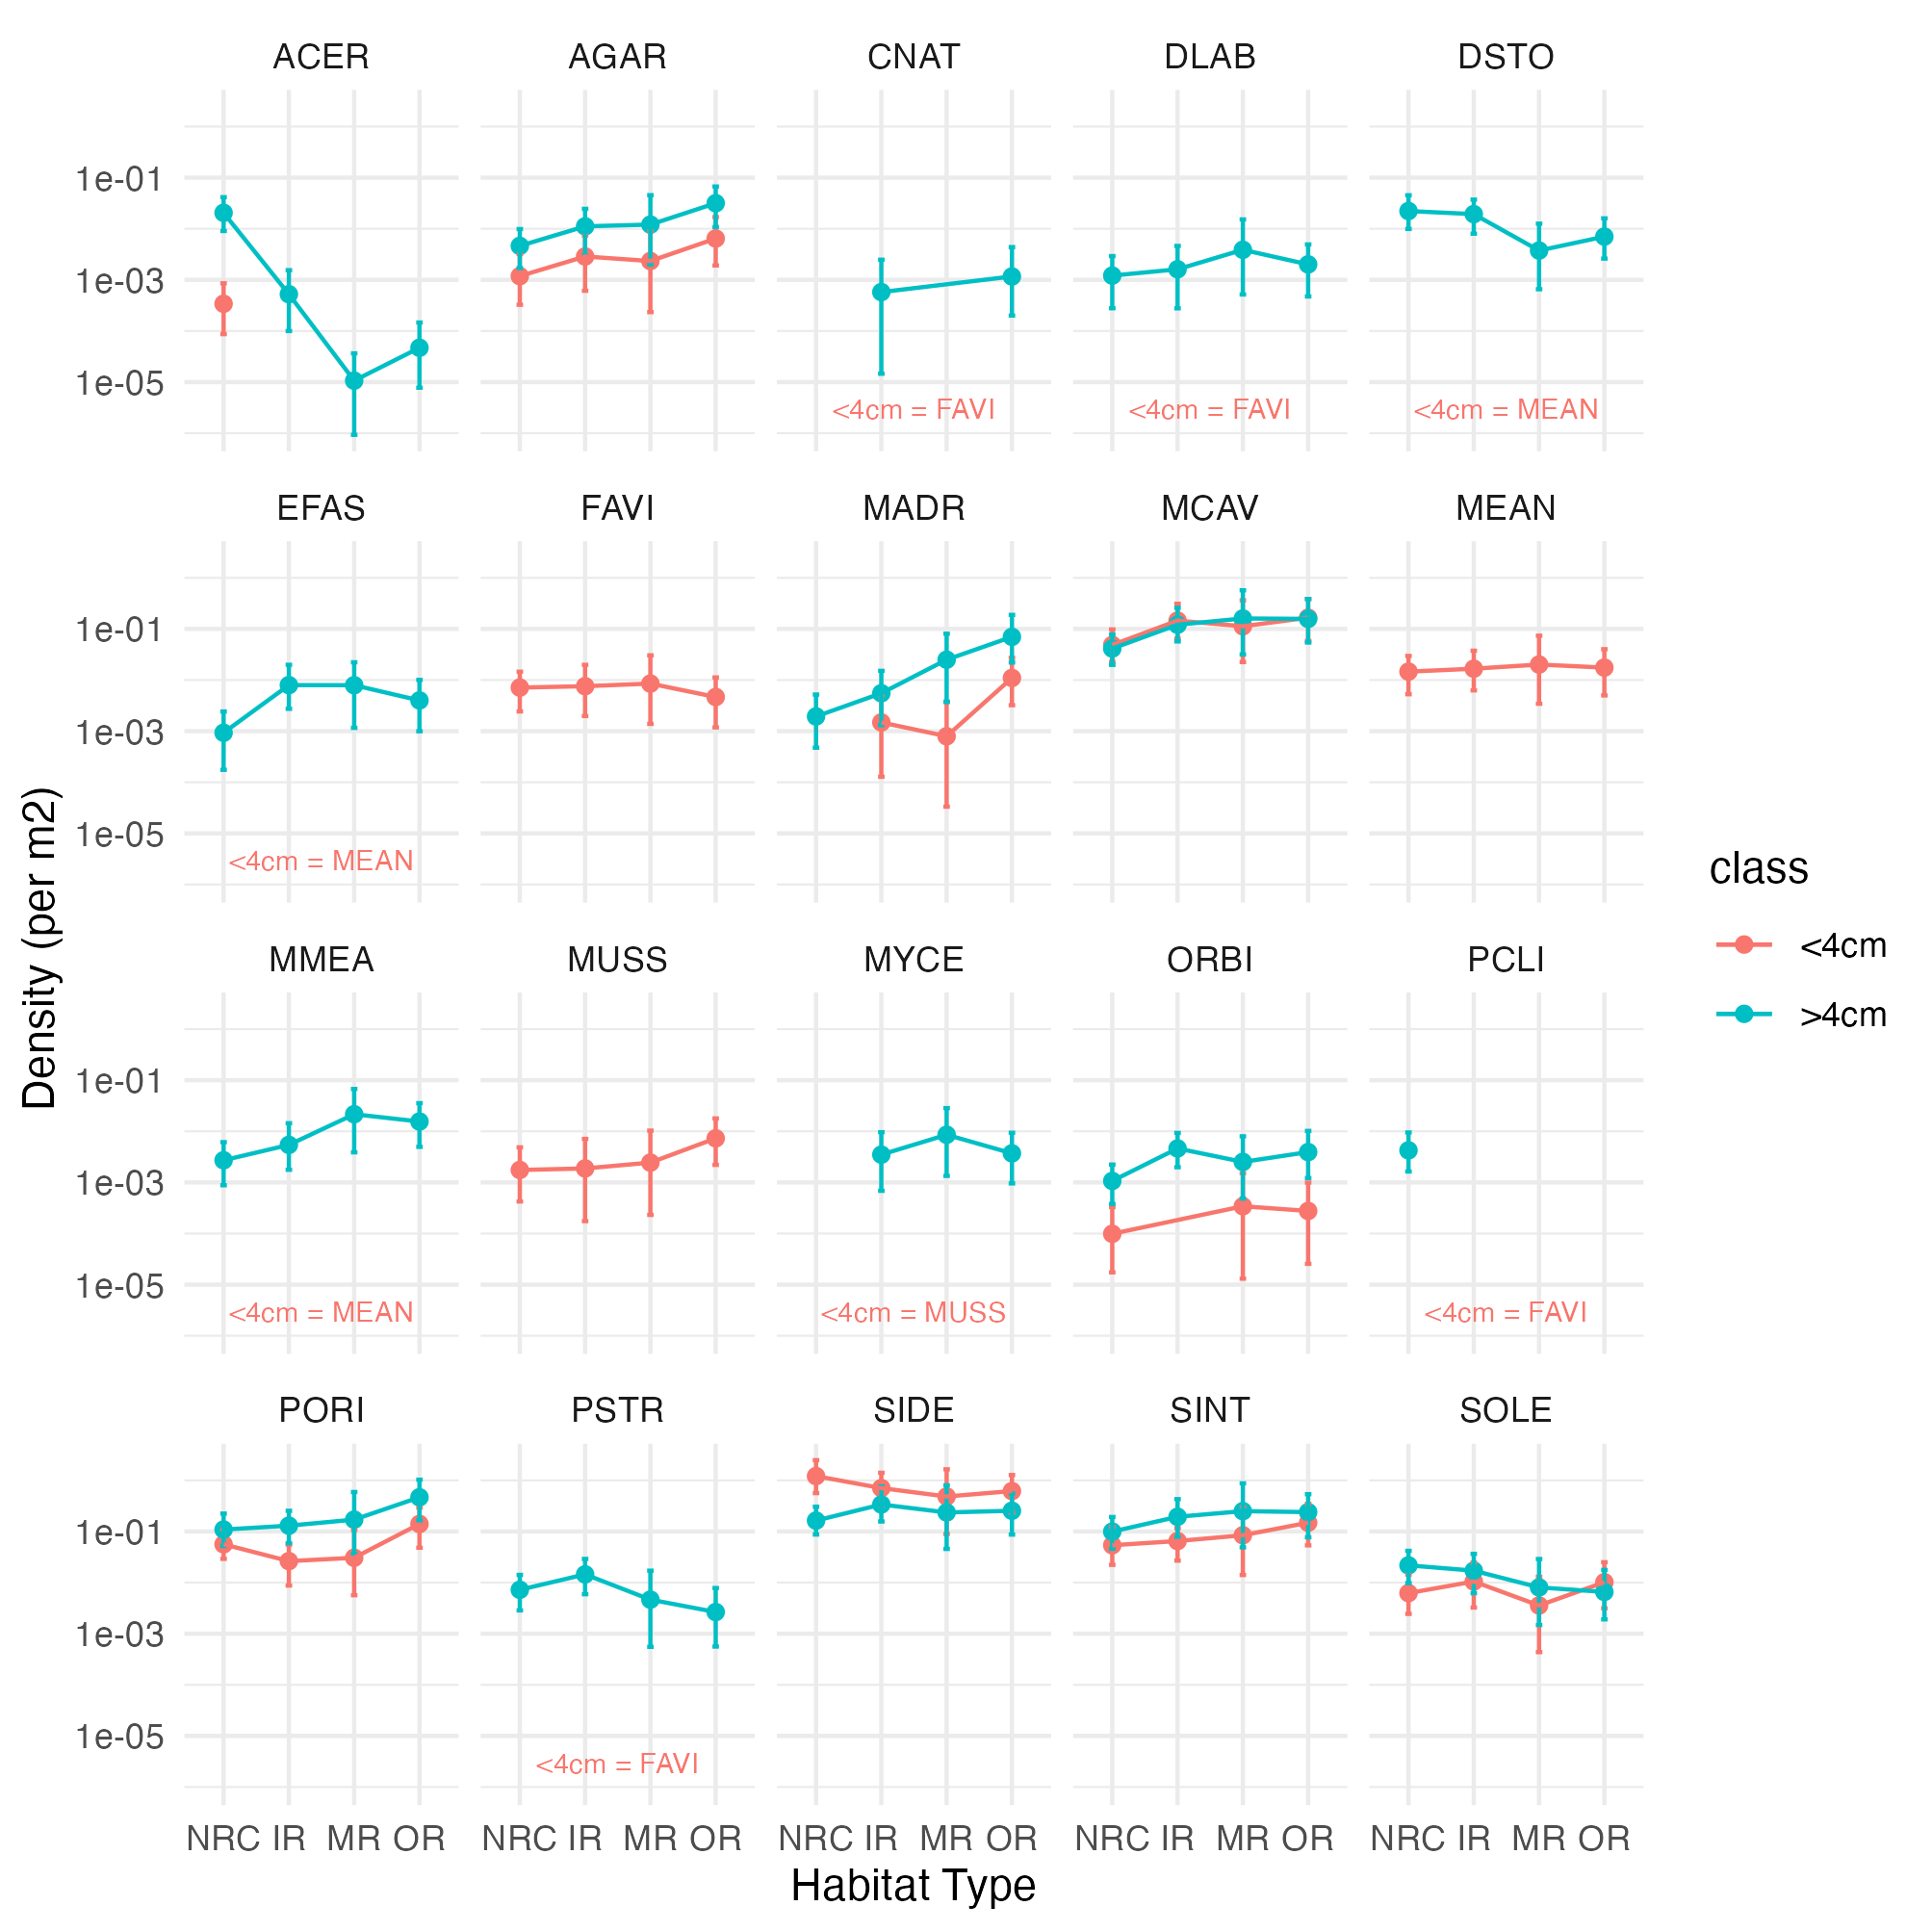 ACER AGAR CNAT DLAB DSTO
1e-01
1e-03
1e-05
<4cm = FAVI <4cm = FAVI <4cm = MEAN
EFAS FAVI MADR MCAV MEAN
1e-01
1e-03
1e-05
<4cm = MEAN
MMEA MUSS MYCE ORBI PCLI
1e-01
1e-03
1e-05
<4cm = MEAN <4cm = MUSS <4cm = FAVI
PORI PSTR SIDE SINT SOLE
1e-01
1e-03
1e-05
<4cm = FAVI
NRC IR MR OR NRC IR MR OR NRC IR MR OR NRC IR MR OR NRC IR MR OR
Habitat Type
Density (per m2)
class
<4cm
>4cm